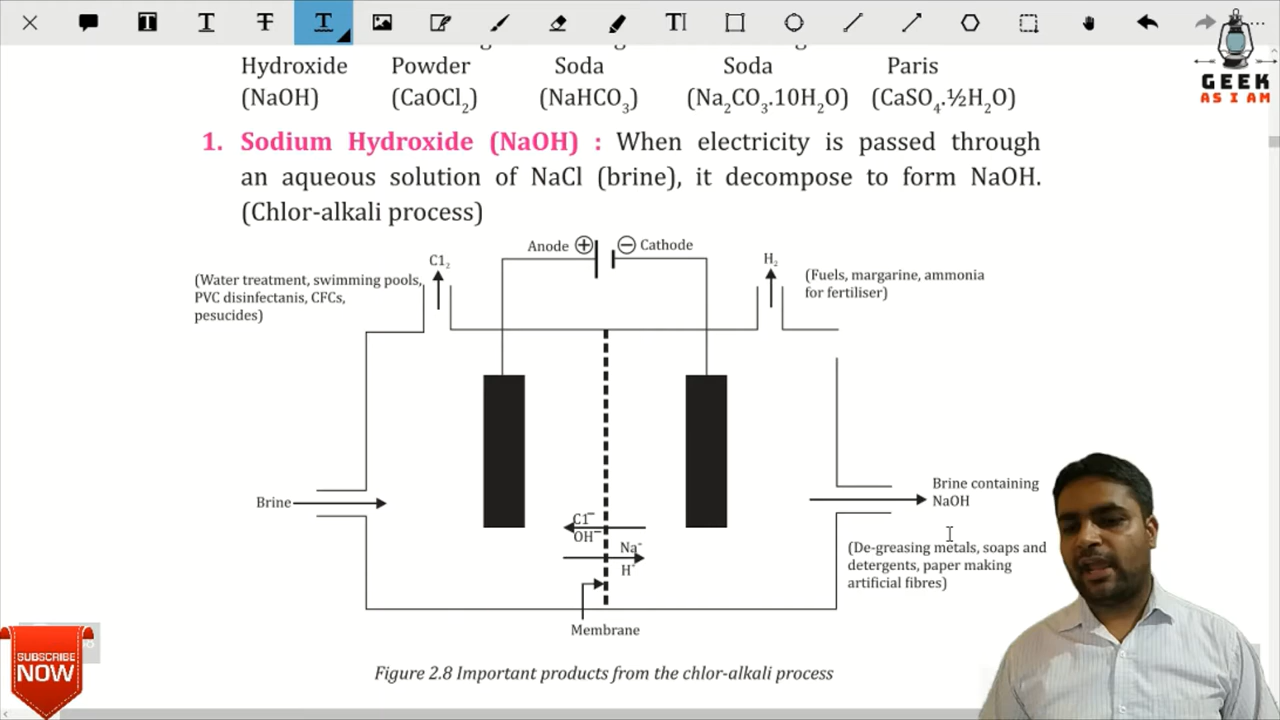 GEEK
AS I AM
Hydroxide Powder Soda Soda Paris
(NaOH) (CaOCl₂) (NaHCO₃) (Na₂CO₃.10H₂O) (CaSO₄.½H₂O)
1. Sodium Hydroxide (NaOH) : When electricity is passed through
an aqueous solution of NaCl (brine), it decompose to form NaOH.
(Chlor-alkali process)
Anode + − Cathode
C1₂
H₂
(Water treatment, swimming pools,
PVC disinfectanis, CFCs,
pesucides)
(Fuels, margarine, ammonia
for fertiliser)
Brine
Brine containing
NaOH
C1⁻
OH⁻
Na⁻
H⁺
(De-greasing metals, soaps and
detergents, paper making
artificial fibres)
Membrane
SUBSCRIBE
NOW
Figure 2.8 Important products from the chlor-alkali process